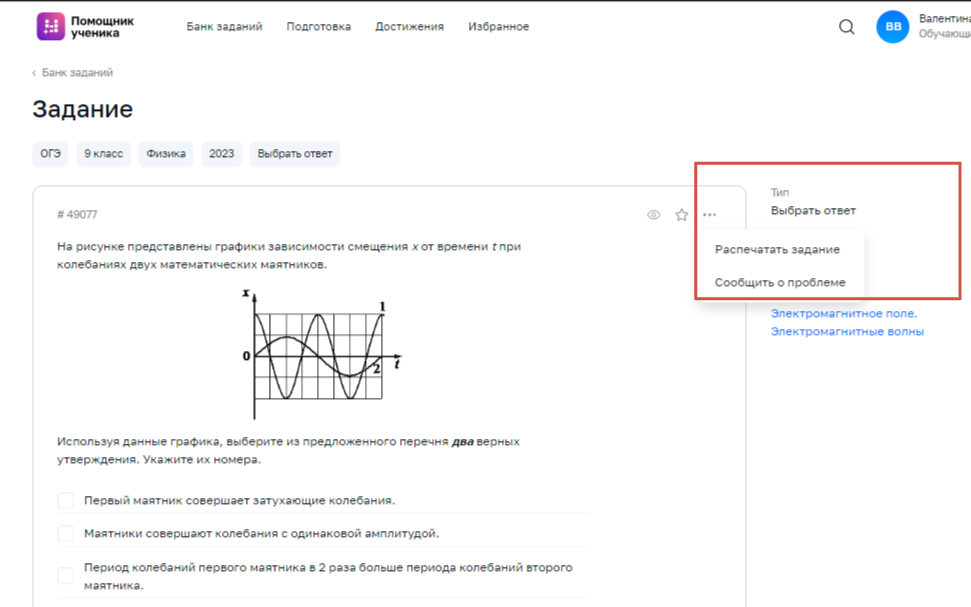 Помощник
ученика
Банк заданий
Подготовка
Достижения
Избранное
ВВ
Валентина
Обучающи
‹ Банк заданий
Задание
ОГЭ
9 класс
Физика
2023
Выбрать ответ
# 49077
На рисунке представлены графики зависимости смещения x от времени t при
колебаниях двух математических маятников.
x
1
0
2
t
Используя данные графика, выберите из предложенного перечня два верных
утверждения. Укажите их номера.
Первый маятник совершает затухающие колебания.
Маятники совершают колебания с одинаковой амплитудой.
Период колебаний первого маятника в 2 раза больше периода колебаний второго
маятника.
Тип
Выбрать ответ
Распечатать задание
Сообщить о проблеме
Электромагнитное поле.
Электромагнитные волны